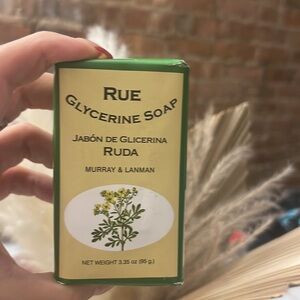 RUE
GLYCERINE SOAP
JABÓN DE GLICERINA
RUDA
MURRAY & LANMAN
NET WEIGHT 3.35 oz (95 g.)